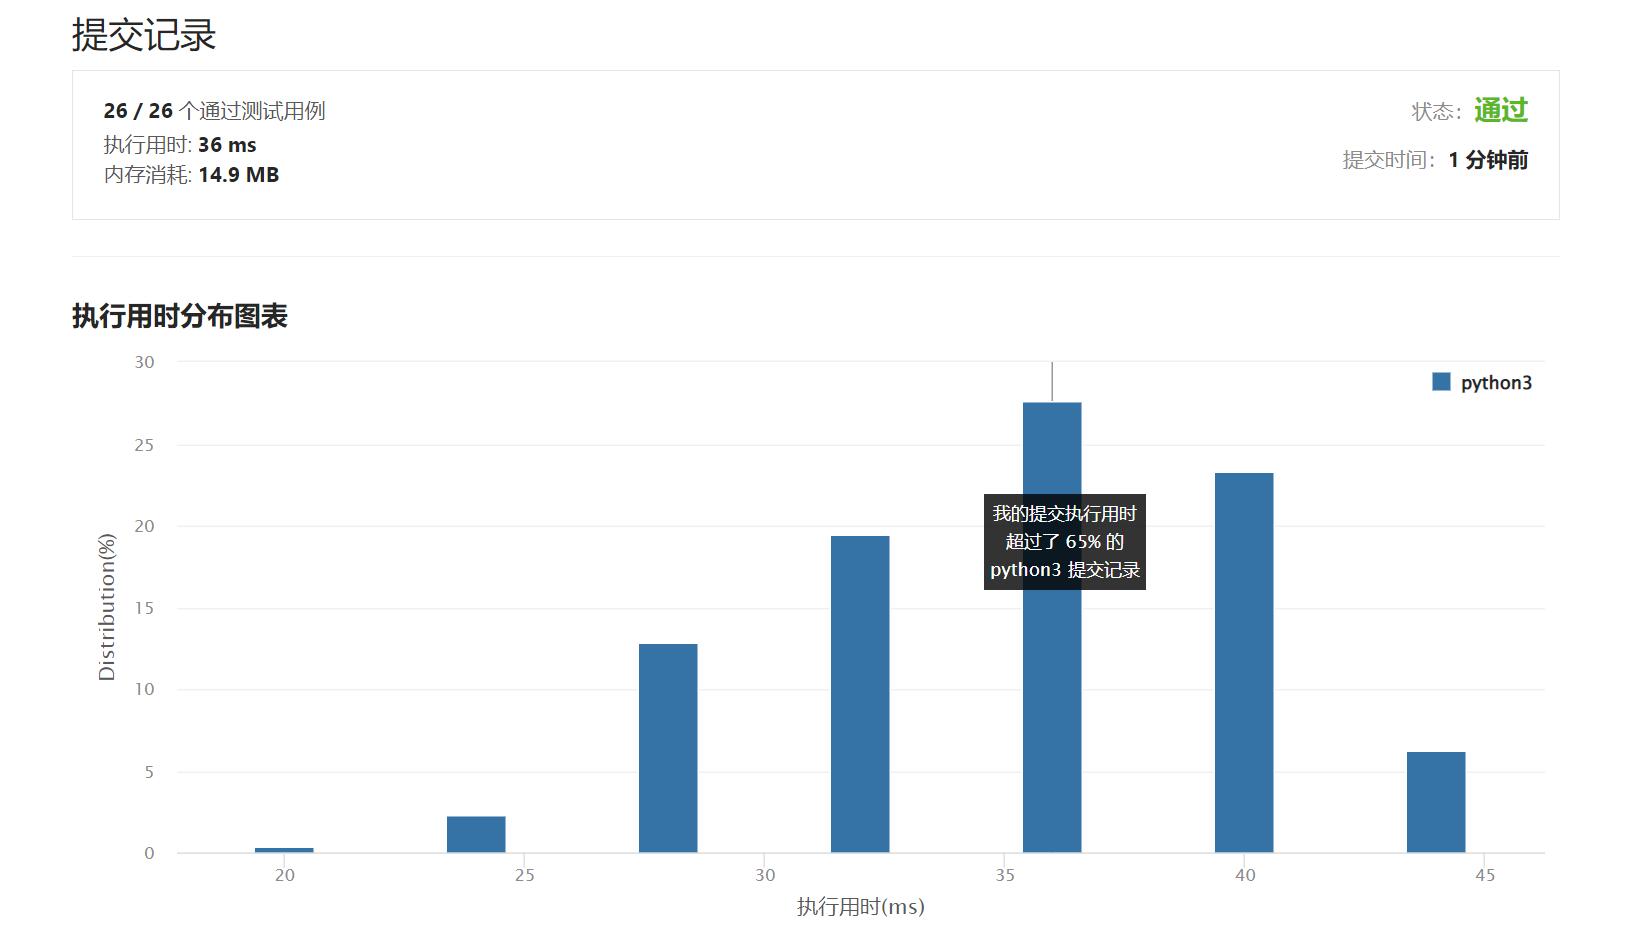 提交记录
26 / 26 个通过测试用例
状态：通过
执行用时: 36 ms
提交时间：1 分钟前
内存消耗: 14.9 MB
执行用时分布图表
30
25
20
15
10
5
0
Distribution(%)
python3
我的提交执行用时
超过了 65% 的
python3 提交记录
20 25 30 35 40 45
执行用时(ms)